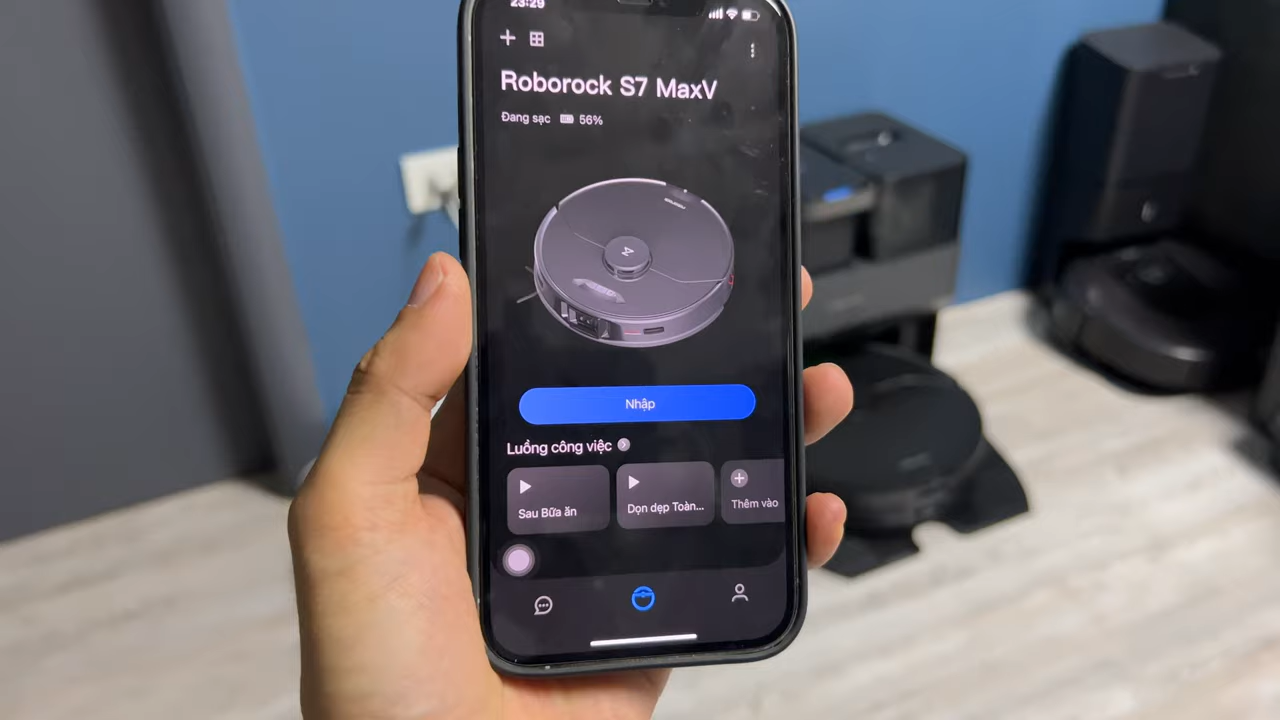 23:29
Roborock S7 MaxV
Đang sạc 56%
Nhập
Luồng công việc
Sau Bữa ăn
Dọn dẹp Toàn...
Thêm vào